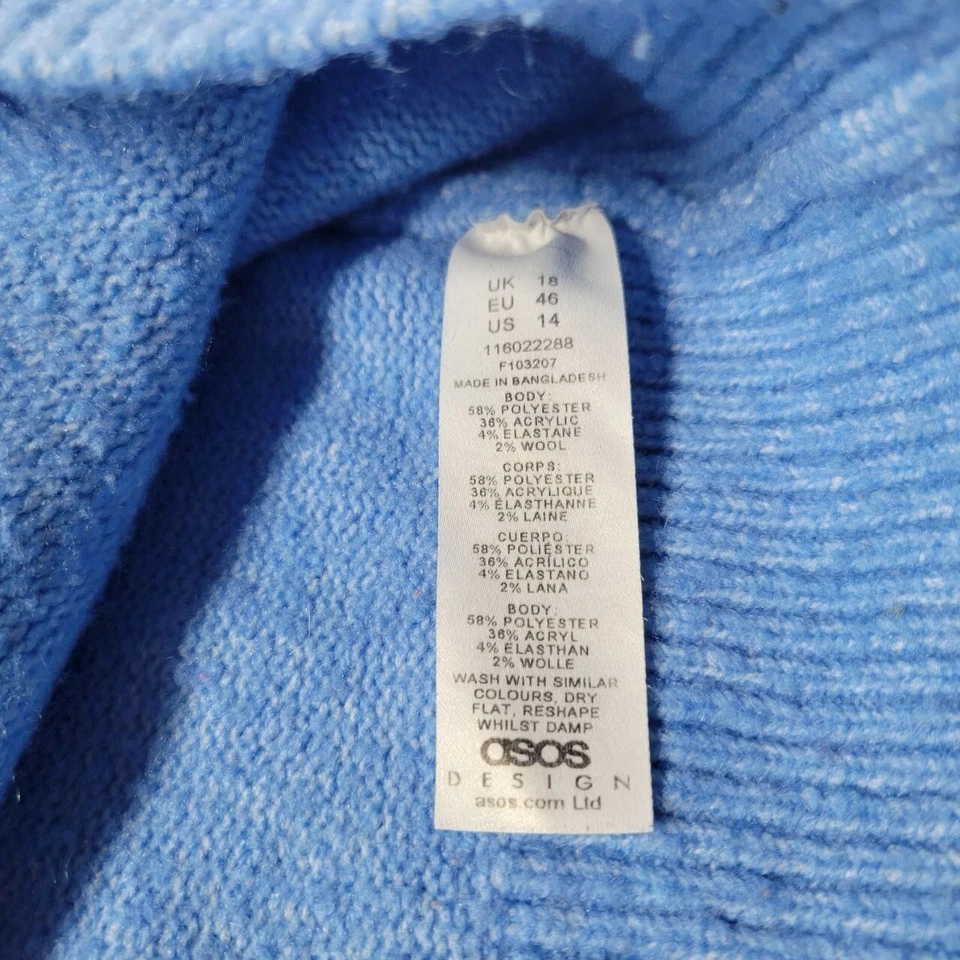 UK 18
EU 46
US 14
116022288
F103207
MADE IN BANGLADESH
BODY:
58% POLYESTER
36% ACRYLIC
4% ELASTANE
2% WOOL
CORPS:
58% POLYESTER
36% ACRYLIQUE
4% ÉLASTHANNE
2% LAINE
CUERPO:
58% POLIÉSTER
36% ACRÍLICO
4% ELASTANO
2% LANA
BODY:
58% POLYESTER
36% ACRYL
4% ELASTHAN
2% WOLLE
WASH WITH SIMILAR
COLOURS, DRY
FLAT, RESHAPE
WHILST DAMP
asos
DESIGN
asos.com Ltd